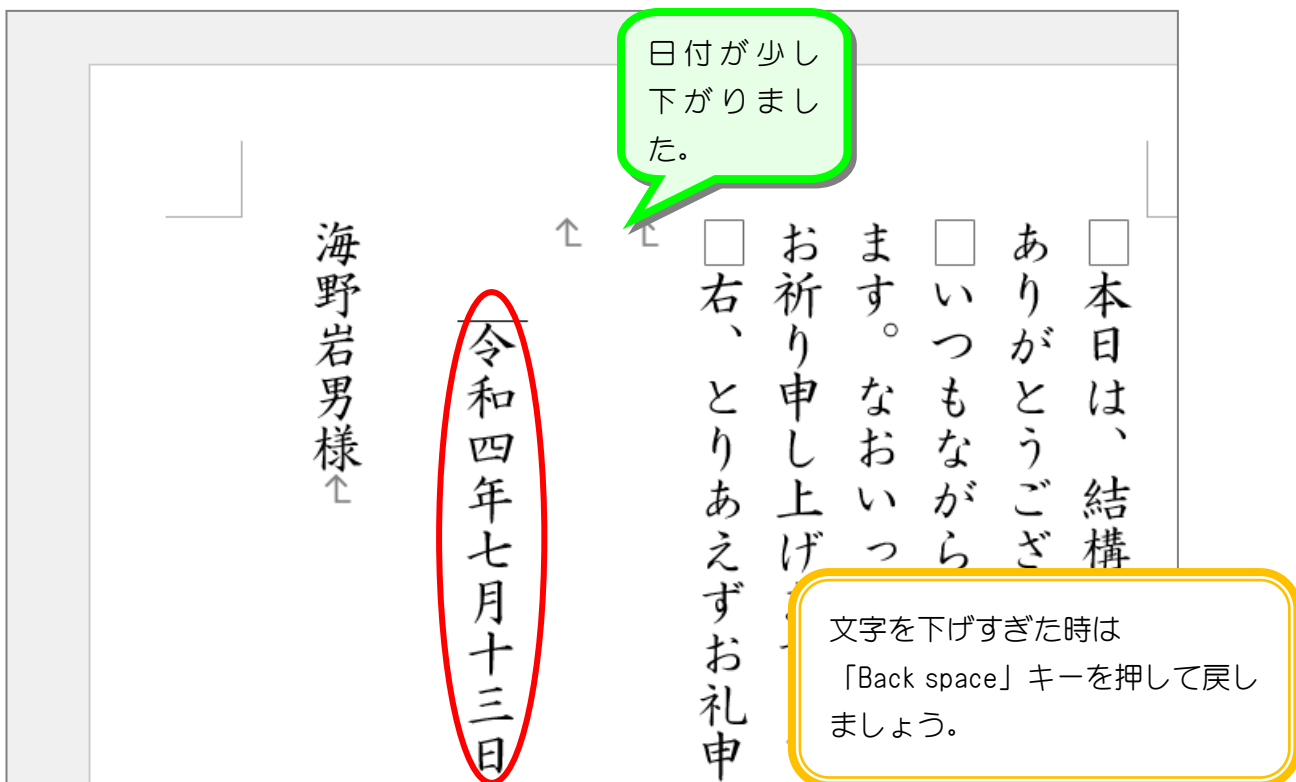 日付が少し
下がりまし
た。
□本日は、結構
ありがとうござ
□いつもながら
ます。なおいっ
お祈り申し上げま
□右、とりあえずお礼申
令和四年七月十三日
海野岩男様
文字を下げすぎた時は
「Back space」キーを押して戻し
ましょう。